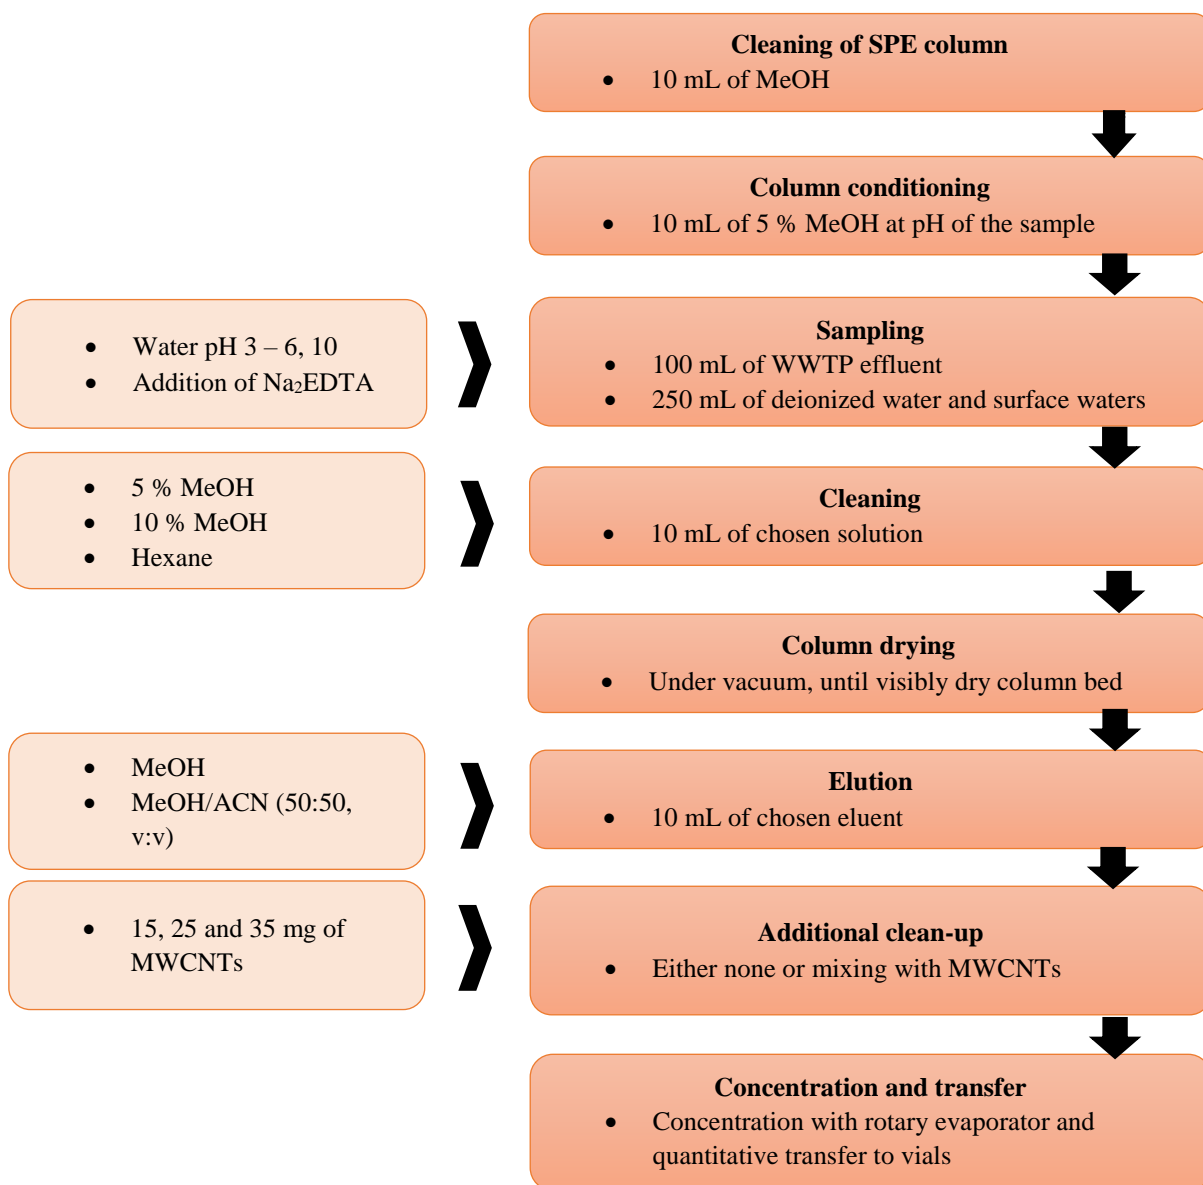 Cleaning of SPE column
• 10 mL of MeOH
Column conditioning
• 10 mL of 5 % MeOH at pH of the sample
• Water pH 3 – 6, 10
• Addition of Na₂EDTA
Sampling
• 100 mL of WWTP effluent
• 250 mL of deionized water and surface waters
• 5 % MeOH
• 10 % MeOH
• Hexane
Cleaning
• 10 mL of chosen solution
Column drying
• Under vacuum, until visibly dry column bed
• MeOH
• MeOH/ACN (50:50,
v:v)
Elution
• 10 mL of chosen eluent
• 15, 25 and 35 mg of
MWCNTs
Additional clean-up
• Either none or mixing with MWCNTs
Concentration and transfer
• Concentration with rotary evaporator and
quantitative transfer to vials